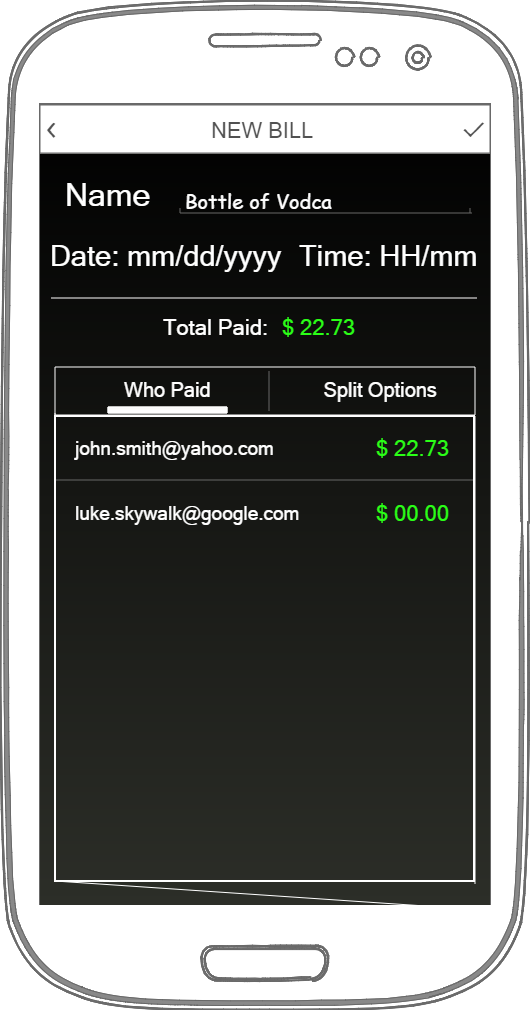 NEW BILL
Name Bottle of Vodca
Date: mm/dd/yyyy Time: HH/mm
Total Paid: $ 22.73
Who Paid Split Options
john.smith@yahoo.com $ 22.73
luke.skywalk@google.com $ 00.00